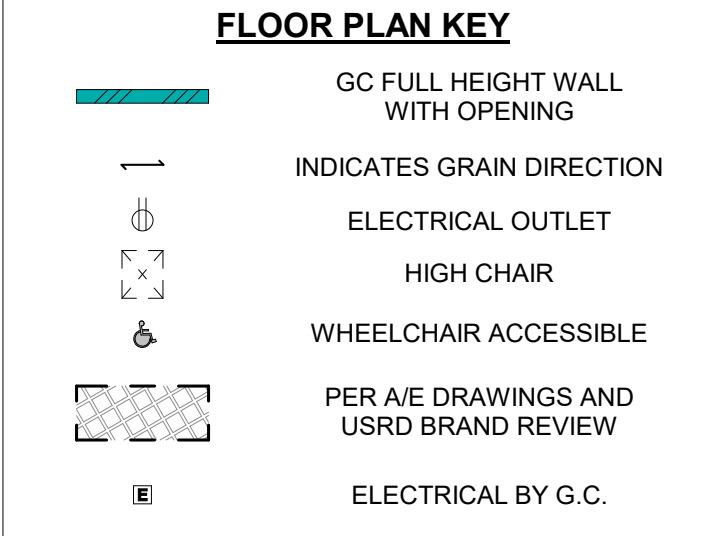 FLOOR PLAN KEY
GC FULL HEIGHT WALL
WITH OPENING
INDICATES GRAIN DIRECTION
ELECTRICAL OUTLET
x
HIGH CHAIR
WHEELCHAIR ACCESSIBLE
PER A/E DRAWINGS AND
USRD BRAND REVIEW
E
ELECTRICAL BY G.C.